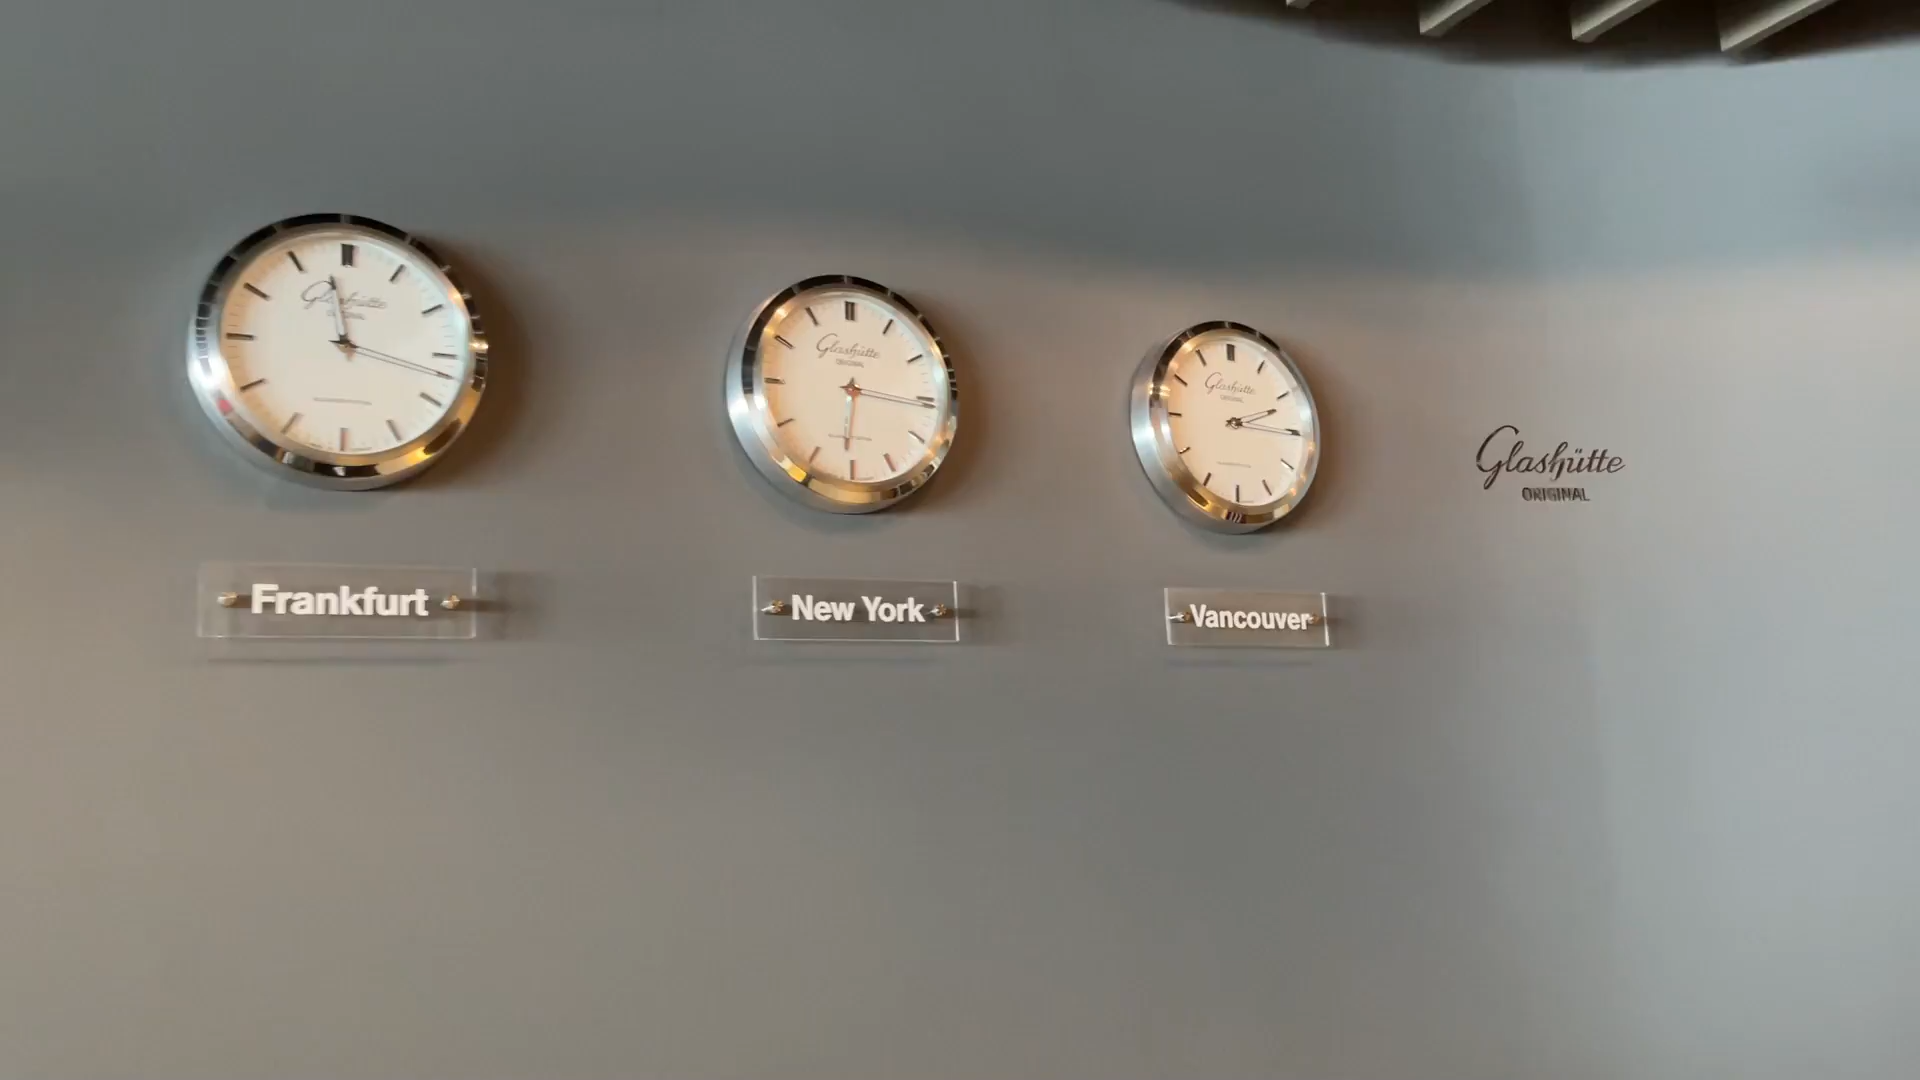 Glashütte
ORIGINAL
Glashütte
ORIGINAL
Glashütte
ORIGINAL
Glashütte
ORIGINAL
Frankfurt
New York
Vancouver